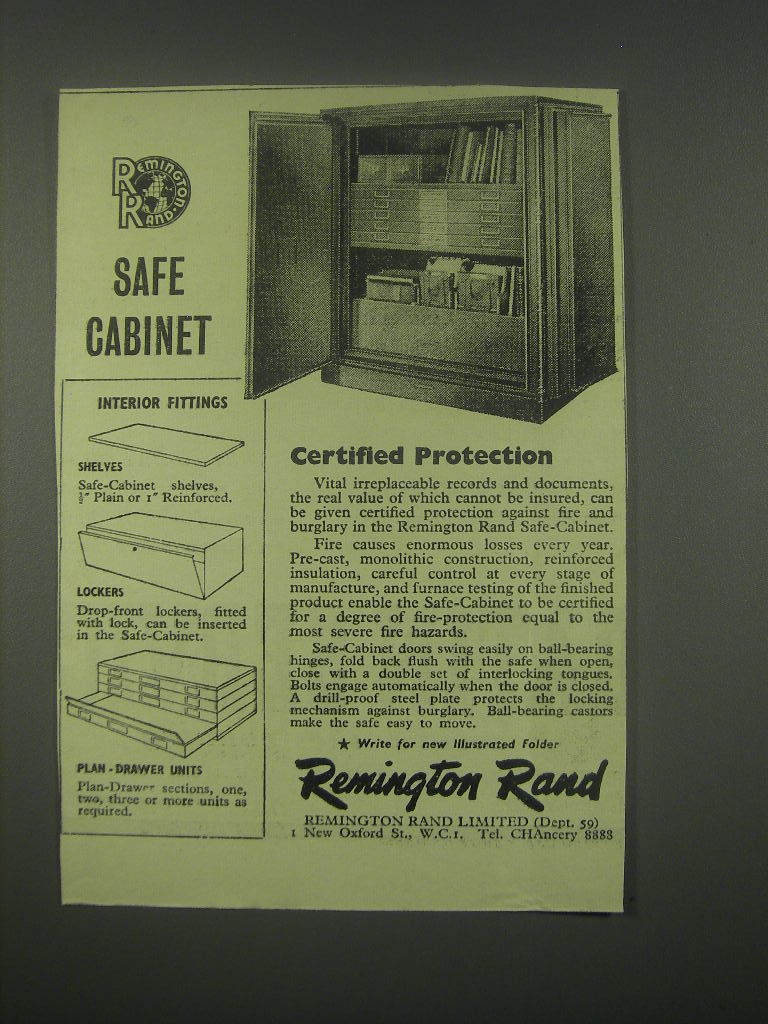 Remington Rand
SAFE
CABINET
INTERIOR FITTINGS
SHELVES
Safe-Cabinet shelves,
½" Plain or 1" Reinforced.
LOCKERS
Drop-front lockers, fitted
with lock, can be inserted
in the Safe-Cabinet.
PLAN-DRAWER UNITS
Plan-Drawer sections, one,
two, three or more units as
required.
Certified Protection
Vital irreplaceable records and documents,
the real value of which cannot be insured, can
be given certified protection against fire and
burglary in the Remington Rand Safe-Cabinet.
Fire causes enormous losses every year.
Pre-cast, monolithic construction, reinforced
insulation, careful control at every stage of
manufacture, and furnace testing of the finished
product enable the Safe-Cabinet to be certified
for a degree of fire-protection equal to the
most severe fire hazards.
Safe-Cabinet doors swing easily on ball-bearing
hinges, fold back flush with the safe when open,
close with a double set of interlocking tongues.
Bolts engage automatically when the door is closed.
A drill-proof steel plate protects the locking
mechanism against burglary. Ball-bearing castors
make the safe easy to move.
★ Write for new Illustrated Folder
Remington Rand
REMINGTON RAND LIMITED (Dept. 59)
1 New Oxford St., W.C.1. Tel. CHAncery 8888